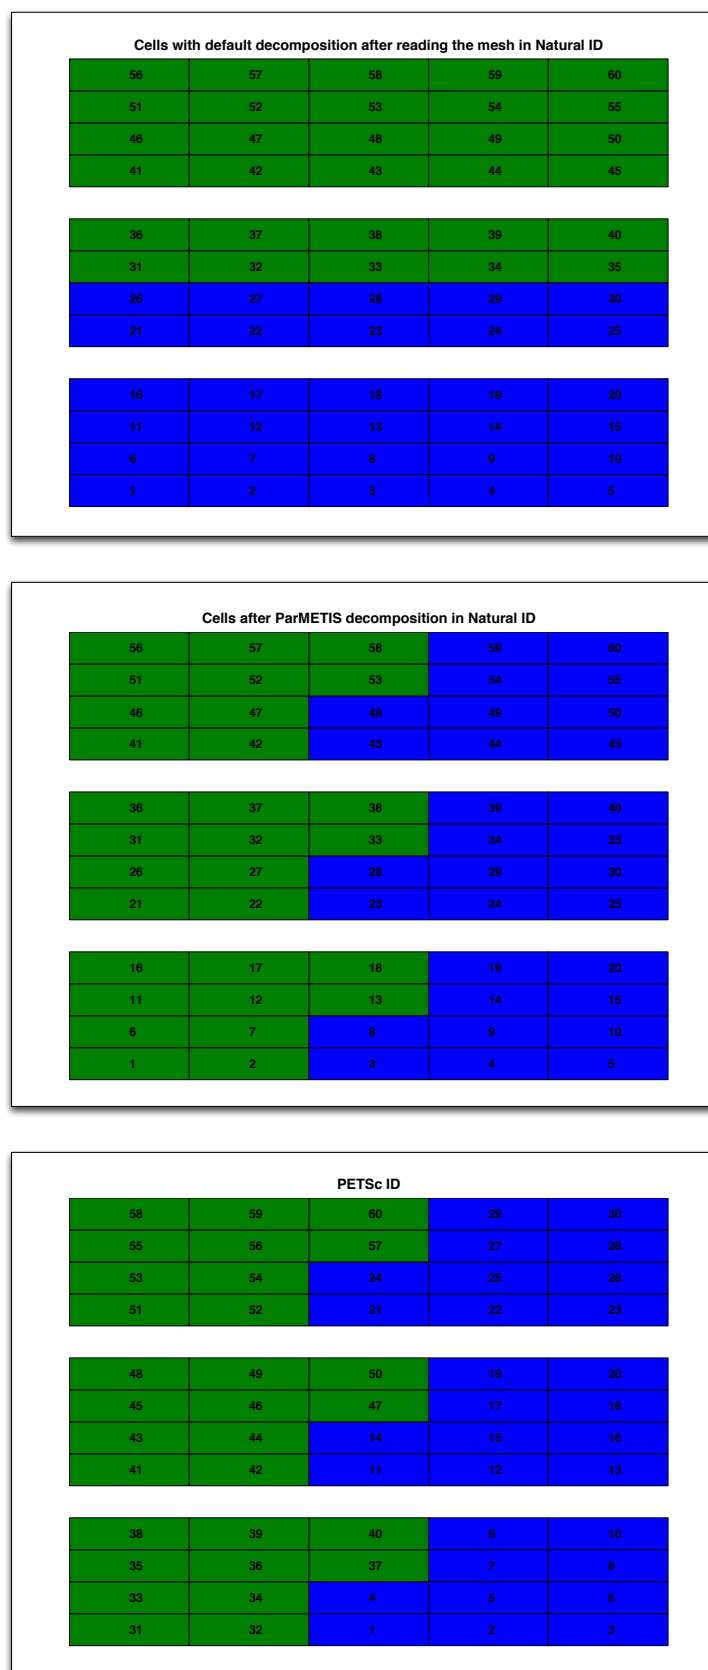 Cells with default decomposition after reading the mesh in Natural ID
56 57 58 59 60
51 52 53 54 55
46 47 48 49 50
41 42 43 44 45
36 37 38 39 40
31 32 33 34 35
26 27 28 29 30
21 22 23 24 25
16 17 18 19 20
11 12 13 14 15
6 7 8 9 10
1 2 3 4 5
Cells after ParMETIS decomposition in Natural ID
56 57 58 59 60
51 52 53 54 55
46 47 48 49 50
41 42 43 44 45
36 37 38 39 40
31 32 33 34 35
26 27 28 29 30
21 22 23 24 25
16 17 18 19 20
11 12 13 14 15
6 7 8 9 10
1 2 3 4 5
PETSc ID
58 59 60 29 30
55 56 57 27 28
53 54 24 25 26
51 52 21 22 23
48 49 50 19 20
45 46 47 17 18
43 44 14 15 16
41 42 11 12 13
38 39 40 9 10
35 36 37 7 8
33 34 4 5 6
31 32 1 2 3